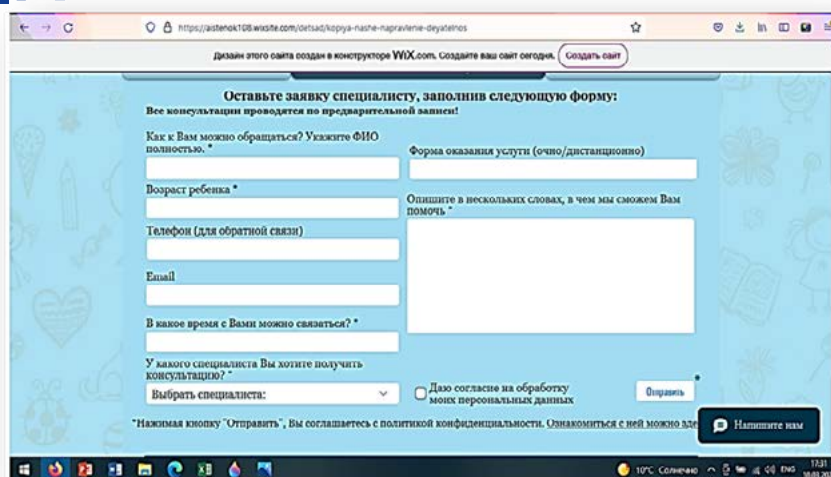 https://aistenok108.wixsite.com/detsad/kopiya-nashe-napravlenie-deyatelnos
Дизайн этого сайта создан в конструкторе WiX.com. Создайте ваш сайт сегодня. Создать сайт
Оставьте заявку специалисту, заполнив следующую форму:
Все консультации проводятся по предварительной записи!
Как к Вам можно обращаться? Укажите ФИО
полностью. *
Форма оказания услуги (очно/дистанционно)
Возраст ребенка *
Опишите в нескольких словах, в чем мы сможем Вам
помочь *
Телефон (для обратной связи)
Email
В какое время с Вами можно связаться? *
У какого специалиста Вы хотите получить
консультацию? *
Выбрать специалиста:
Даю согласие на обработку
моих персональных данных
*
Отправить
*Нажимая кнопку "Отправить", Вы соглашаетесь с политикой конфиденциальности. Ознакомиться с ней можно зде
Напишите нам
10°C Солнечно
ENG
17:31